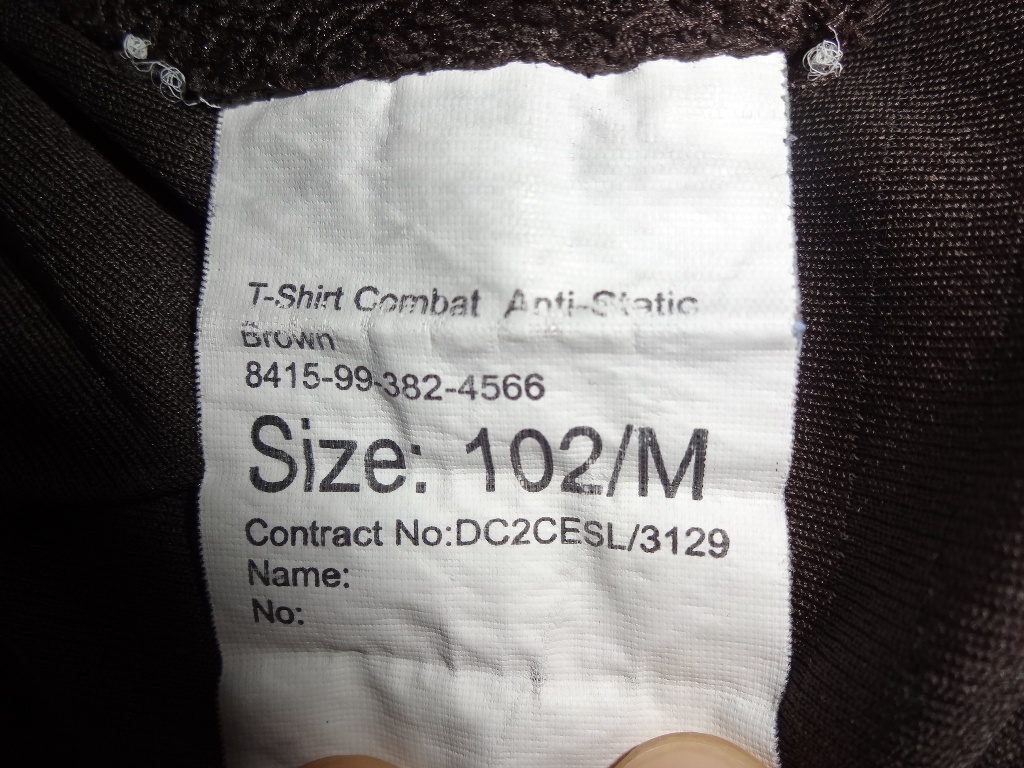 T-Shirt Combat Anti-Static
Brown
8415-99-382-4566
Size: 102/M
Contract No:DC2CESL/3129
Name:
No: